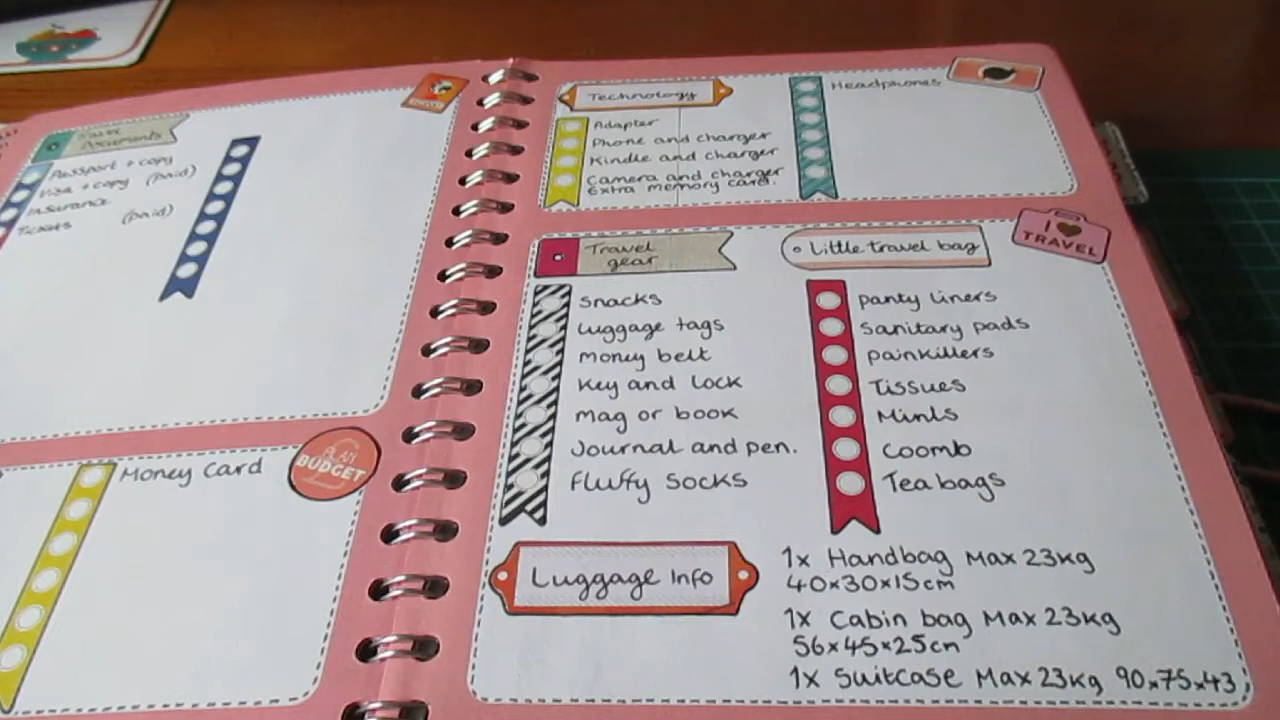 Travel
Documents
Passport + copy
Visa + copy (paid)
Insurance
Tickets (paid)
Money Card
PLAN
BUDGET
Technology
Adapter
Phone and charger
Kindle and charger
Camera and charger
Extra memory card.
Headphones
Travel
gear
Snacks
Luggage tags
Money belt
Key and lock
Mag or book
Journal and pen.
Fluffy Socks
Little travel bag
I
TRAVEL
Panty liners
Sanitary pads
Painkillers
Tissues
Mints
Coomb
Tea bags
Luggage Info
1x Handbag Max 23kg
40x30x15cm
1x Cabin bag Max 23kg
56x45x25cm
1x Suitcase Max 23kg 90x75x43